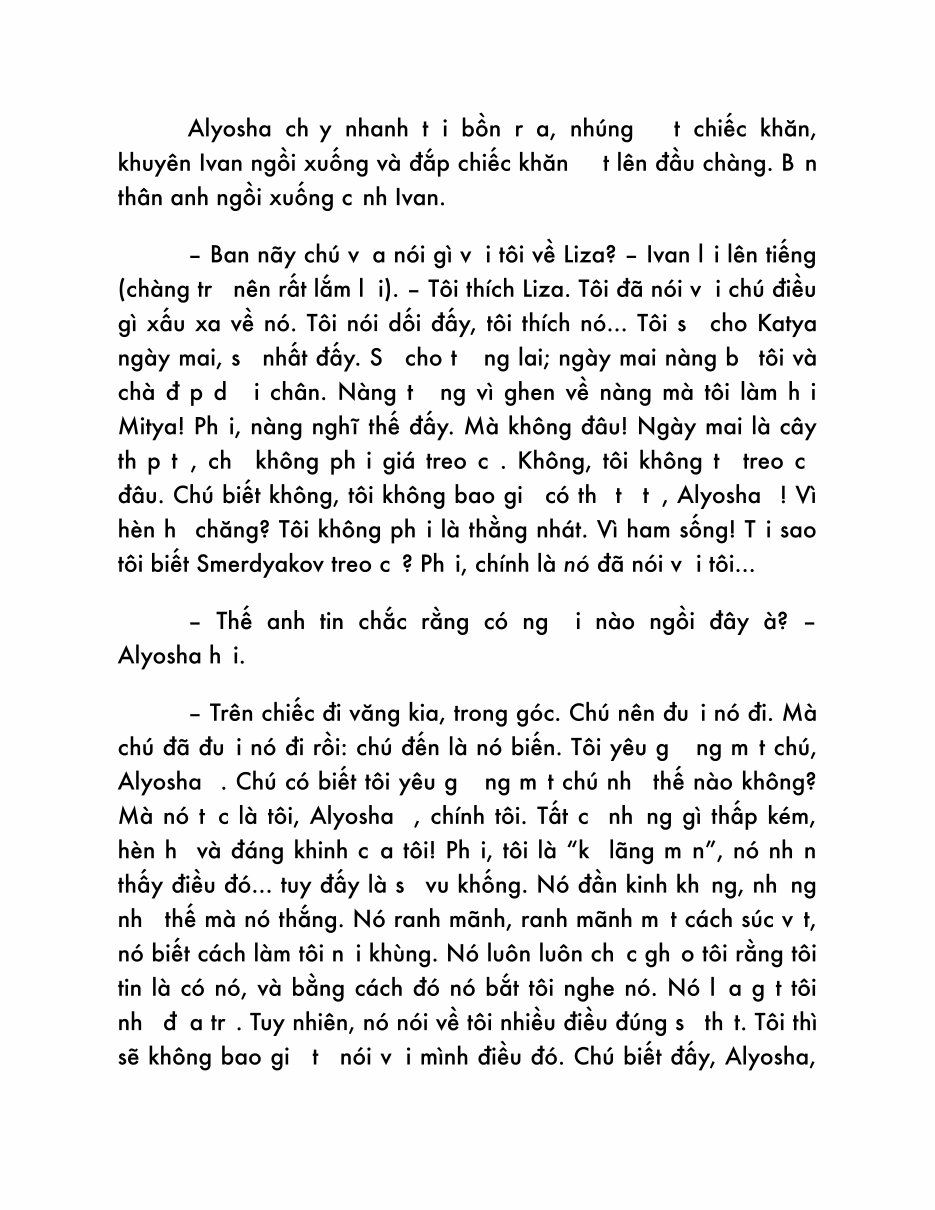 Alyosha ch y nhanh t i bồn r a, nhúng   t chiếc khăn,
khuyên Ivan ngồi xuống và đắp chiếc khăn   t lên đầu chàng. B n
thân anh ngồi xuống c nh Ivan.
– Ban nãy chú v a nói gì v i tôi về Liza? – Ivan l i lên tiếng
(chàng tr  nên rất lắm l i). – Tôi thích Liza. Tôi đã nói v i chú điều
gì xấu xa về nó. Tôi nói dối đấy, tôi thích nó... Tôi s  cho Katya
ngày mai, s  nhất đấy. S  cho t  ng lai; ngày mai nàng b  tôi và
chà đ p d  i chân. Nàng t  ng vì ghen về nàng mà tôi làm h i
Mitya! Ph i, nàng nghĩ thế đấy. Mà không đâu! Ngày mai là cây
th p t , ch  không ph i giá treo c . Không, tôi không t  treo c
đâu. Chú biết không, tôi không bao gi  có th  t  t , Alyosha  ! Vì
hèn h  chăng? Tôi không ph i là thằng nhát. Vì ham sống! T i sao
tôi biết Smerdyakov treo c ? Ph i, chính là nó đã nói v i tôi...
– Thế anh tin chắc rằng có ng  i nào ngồi đây à? –
Alyosha h i.
– Trên chiếc đi văng kia, trong góc. Chú nên đu i nó đi. Mà
chú đã đu i nó đi rồi: chú đến là nó biến. Tôi yêu g  ng m t chú,
Alyosha  . Chú có biết tôi yêu g  ng m t chú nh  thế nào không?
Mà nó t c là tôi, Alyosha  , chính tôi. Tất c  nh ng gì thấp kém,
hèn h  và đáng khinh c a tôi! Ph i, tôi là “k  lãng m n”, nó nh n
thấy điều đó... tuy đấy là s  vu khống. Nó đần kinh kh ng, nh ng
nh  thế mà nó thắng. Nó ranh mãnh, ranh mãnh m t cách súc v t,
nó biết cách làm tôi n i khùng. Nó luôn luôn ch c gh o tôi rằng tôi
tin là có nó, và bằng cách đó nó bắt tôi nghe nó. Nó l a g t tôi
nh  đ a tr . Tuy nhiên, nó nói về tôi nhiều điều đúng s  th t. Tôi thì
sẽ không bao gi  t  nói v i mình điều đó. Chú biết đấy, Alyosha,